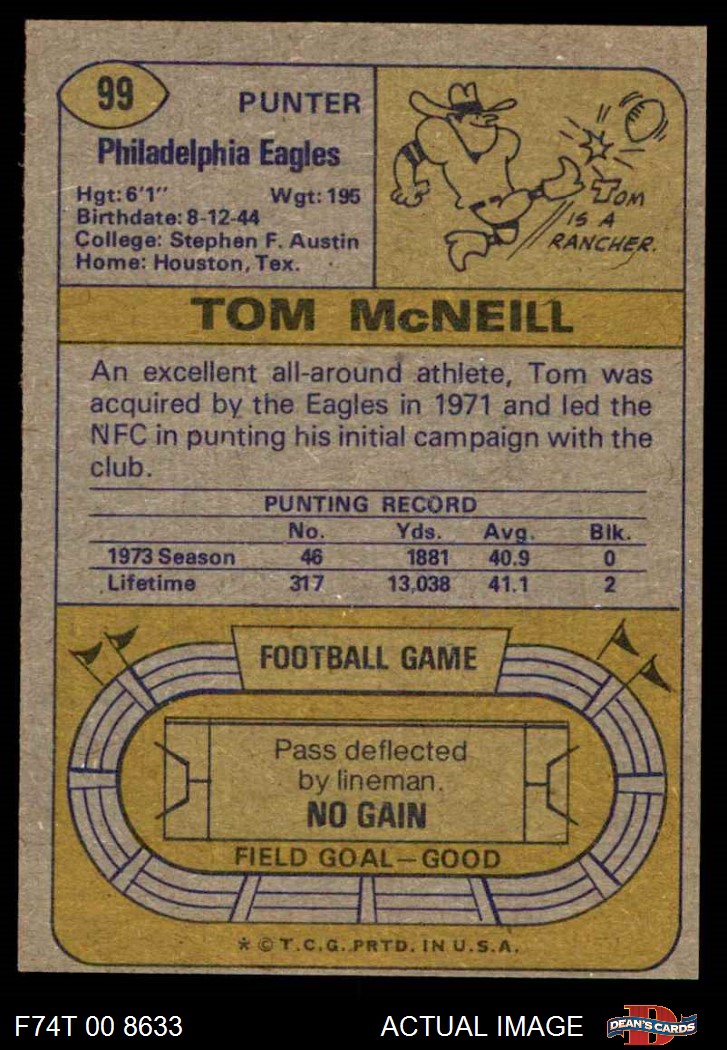 99
PUNTER
Philadelphia Eagles
Hgt: 6'1" Wgt: 195
Birthdate: 8-12-44
College: Stephen F. Austin
Home: Houston, Tex.
TOM
IS A
RANCHER.
TOM McNEILL
An excellent all-around athlete, Tom was
acquired by the Eagles in 1971 and led the
NFC in punting his initial campaign with the
club.
PUNTING RECORD
No. Yds. Avg. Blk.
1973 Season 46 1881 40.9 0
Lifetime 317 13,038 41.1 2
FOOTBALL GAME
Pass deflected
by lineman.
NO GAIN
FIELD GOAL—GOOD
* © T.C.G. PRTD. IN U.S.A.
F74T 00 8633 ACTUAL IMAGE
D
DEAN'S CARDS